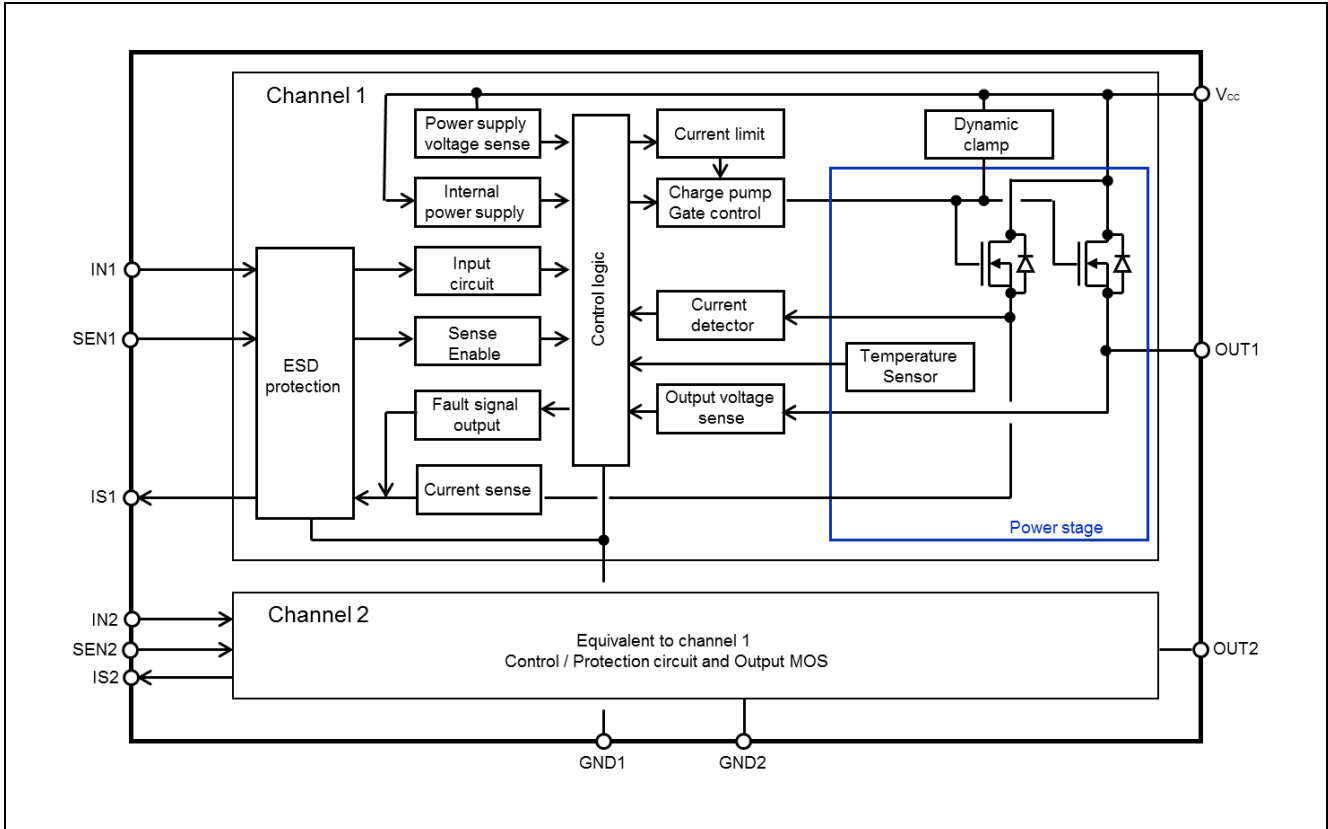 Channel 1
Vcc
Power supply
voltage sense
Current limit
Dynamic
clamp
Internal
power supply
Charge pump
Gate control
IN1
Input
circuit
Control logic
SEN1
Sense
Enable
Current
detector
OUT1
ESD
protection
Temperature
Sensor
Fault signal
output
Output voltage
sense
IS1
Current sense
Power stage
IN2
Channel 2
SEN2
Equivalent to channel 1
Control / Protection circuit and Output MOS
OUT2
IS2
GND1
GND2